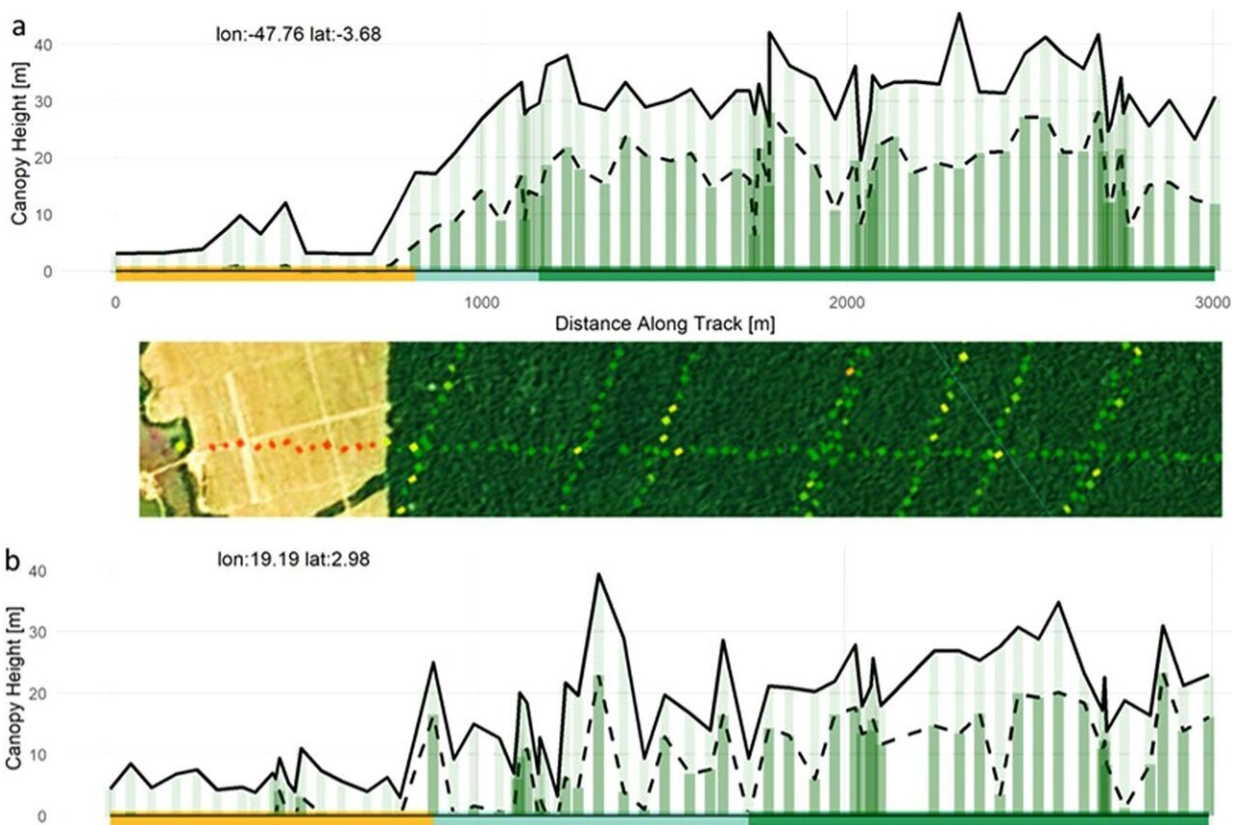 a
lon:-47.76 lat:-3.68
Canopy Height [m]
40
30
20
10
0
0 1000 2000 3000
Distance Along Track [m]
b
lon:19.19 lat:2.98
Canopy Height [m]
40
30
20
10
0